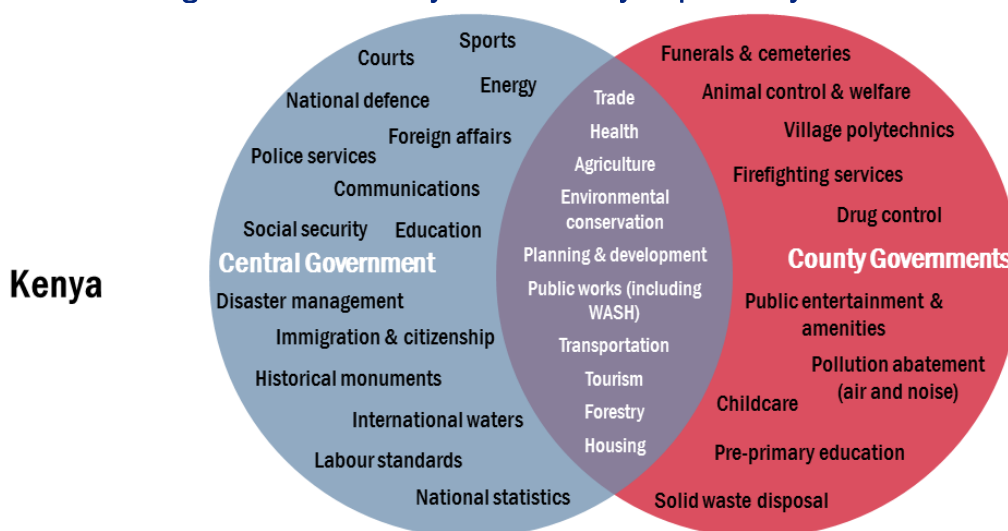 Kenya
Sports
Courts
Energy
National defence
Foreign affairs
Police services
Communications
Social security
Education
Central Government
Disaster management
Immigration & citizenship
Historical monuments
International waters
Labour standards
National statistics
Trade
Health
Agriculture
Environmental
conservation
Planning & development
Public works (including
WASH)
Transportation
Tourism
Forestry
Housing
Funerals & cemeteries
Animal control & welfare
Village polytechnics
Firefighting services
Drug control
County Governments
Public entertainment &
amenities
Pollution abatement
(air and noise)
Childcare
Pre-primary education
Solid waste disposal